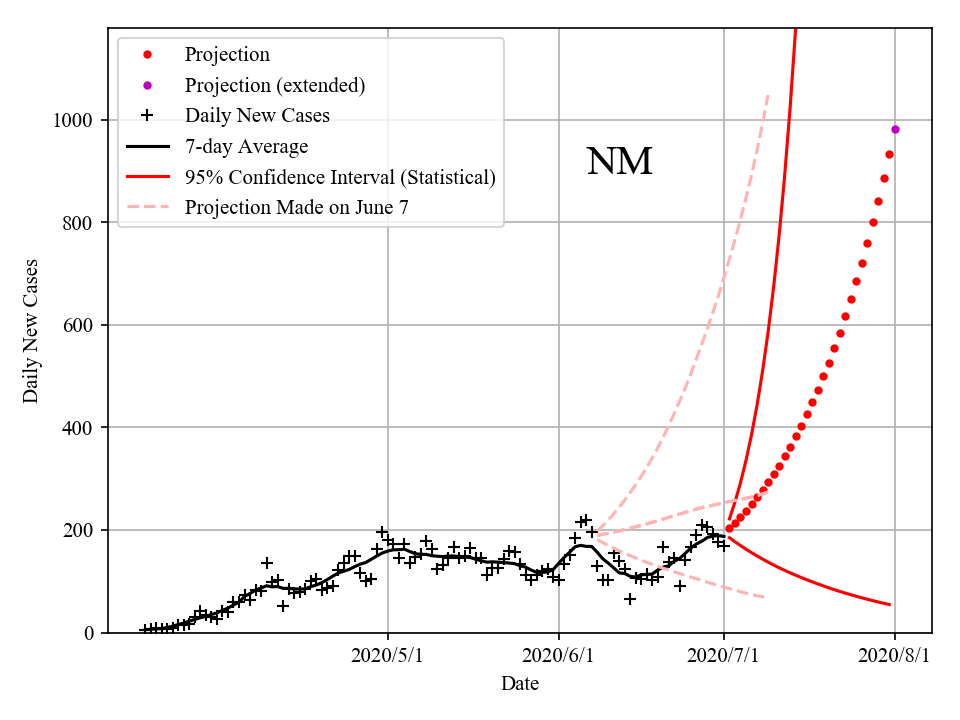 Projection
Projection (extended)
Daily New Cases
7-day Average
95% Confidence Interval (Statistical)
Projection Made on June 7
NM
1000
800
600
400
200
0
Daily New Cases
2020/5/1 2020/6/1 2020/7/1 2020/8/1
Date